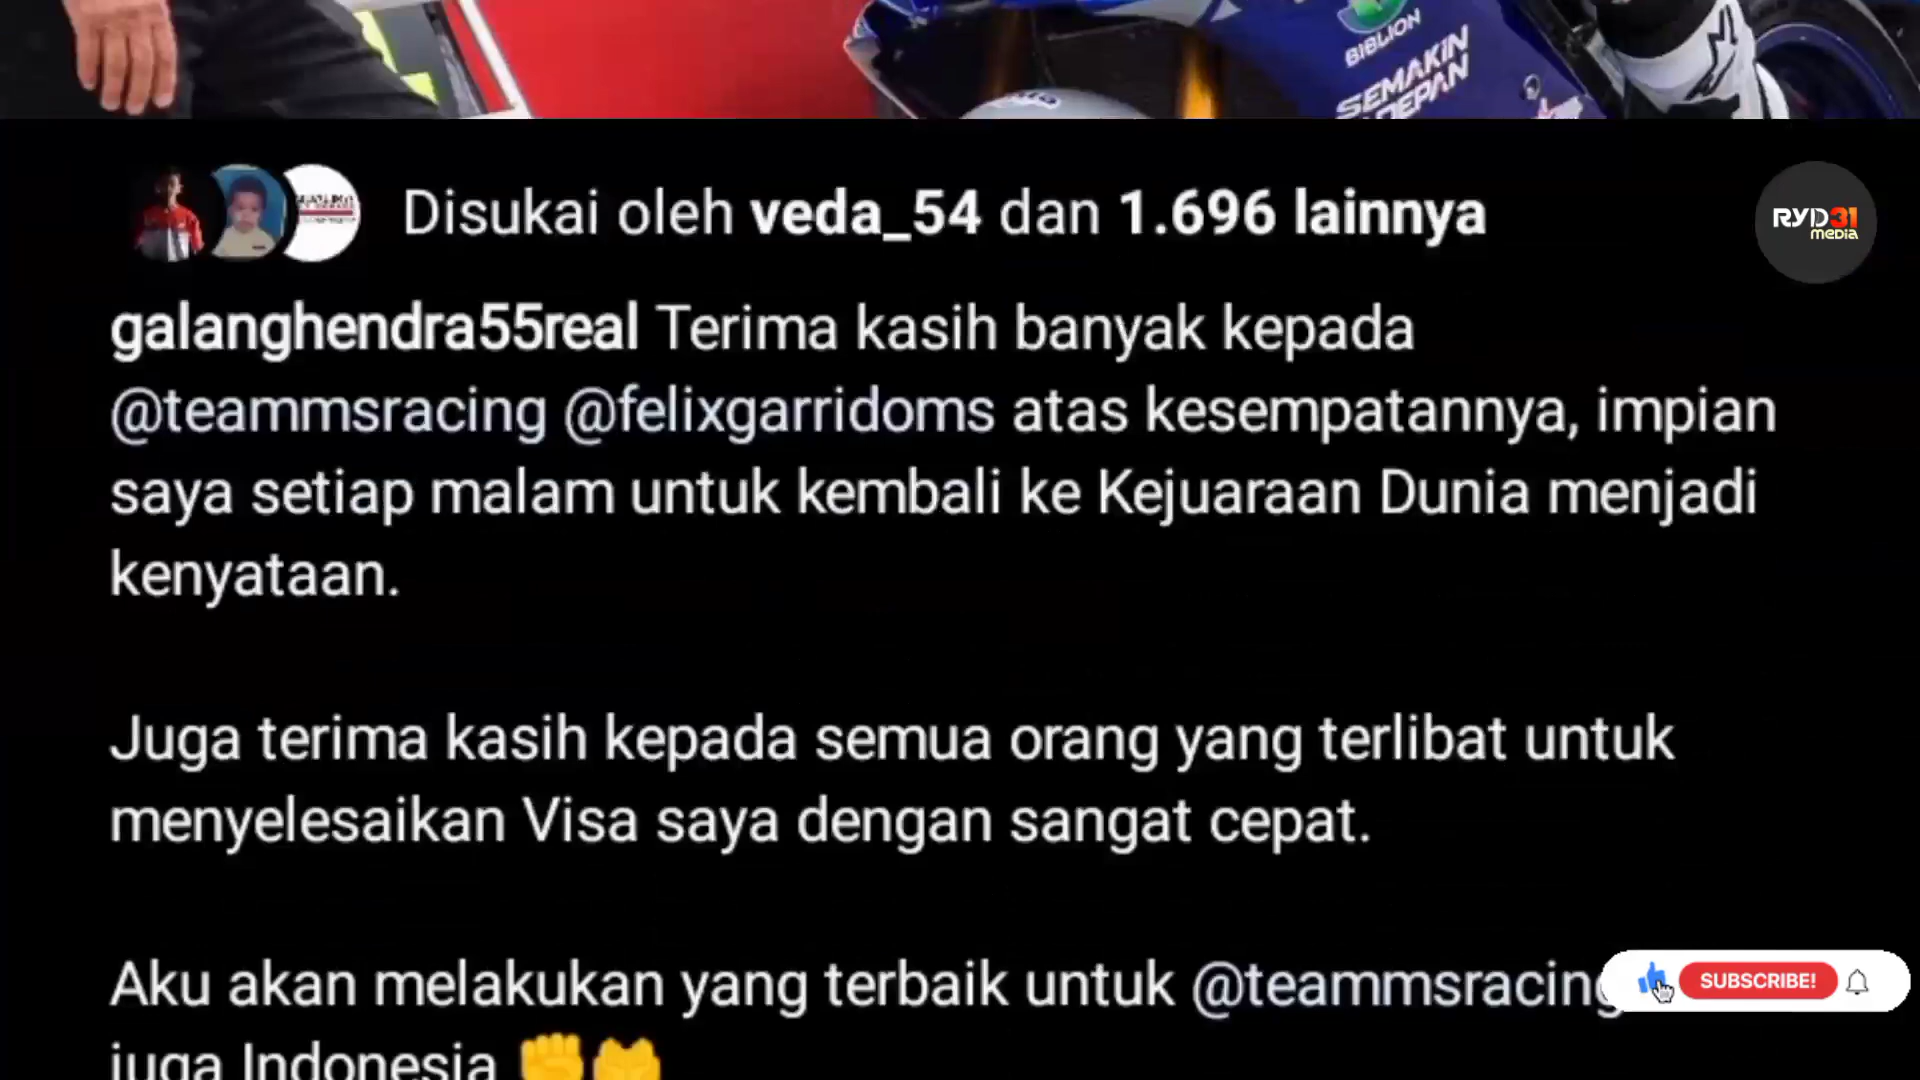 BIBLION
SEMAKIN
Disukai oleh veda_54 dan 1.696 lainnya
RYD31
media
galanghendra55real Terima kasih banyak kepada
@teammsracing @felixgarridoms atas kesempatannya, impian
saya setiap malam untuk kembali ke Kejuaraan Dunia menjadi
kenyataan.
Juga terima kasih kepada semua orang yang terlibat untuk
menyelesaikan Visa saya dengan sangat cepat.
Aku akan melakukan yang terbaik untuk @teammsracing
SUBSCRIBE!
juga Indonesia ✊🤲